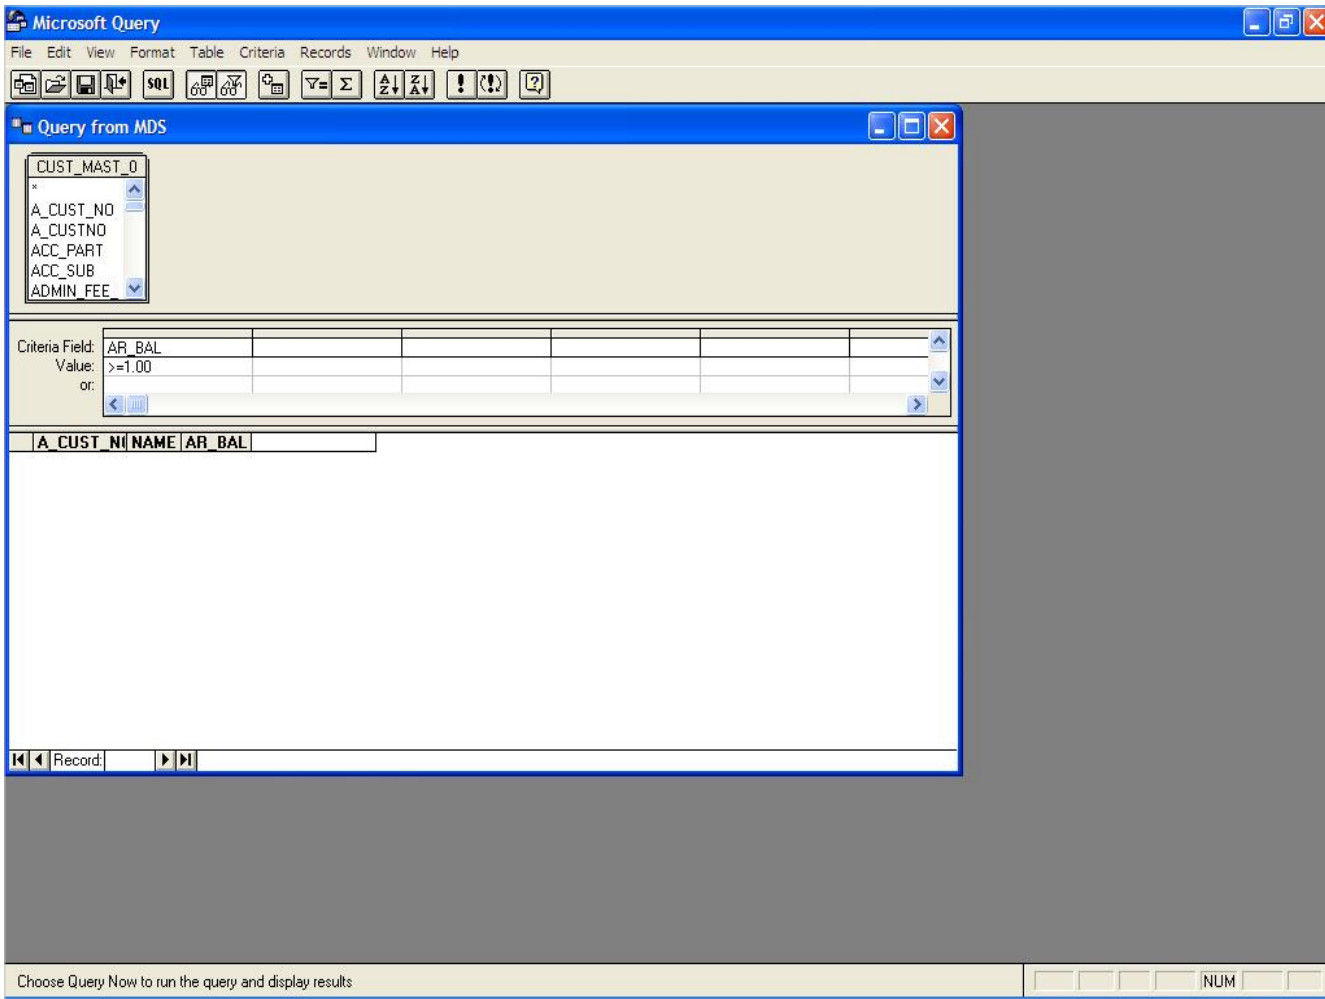 Microsoft Query
File Edit View Format Table Criteria Records Window Help
SQL
Query from MDS
CUST_MAST_0
*
A_CUST_NO
A_CUSTNO
ACC_PART
ACC_SUB
ADMIN_FEE_
Criteria Field: AR_BAL
Value: >=1.00
or:
A_CUST_N NAME AR_BAL
Record:
Choose Query Now to run the query and display results NUM